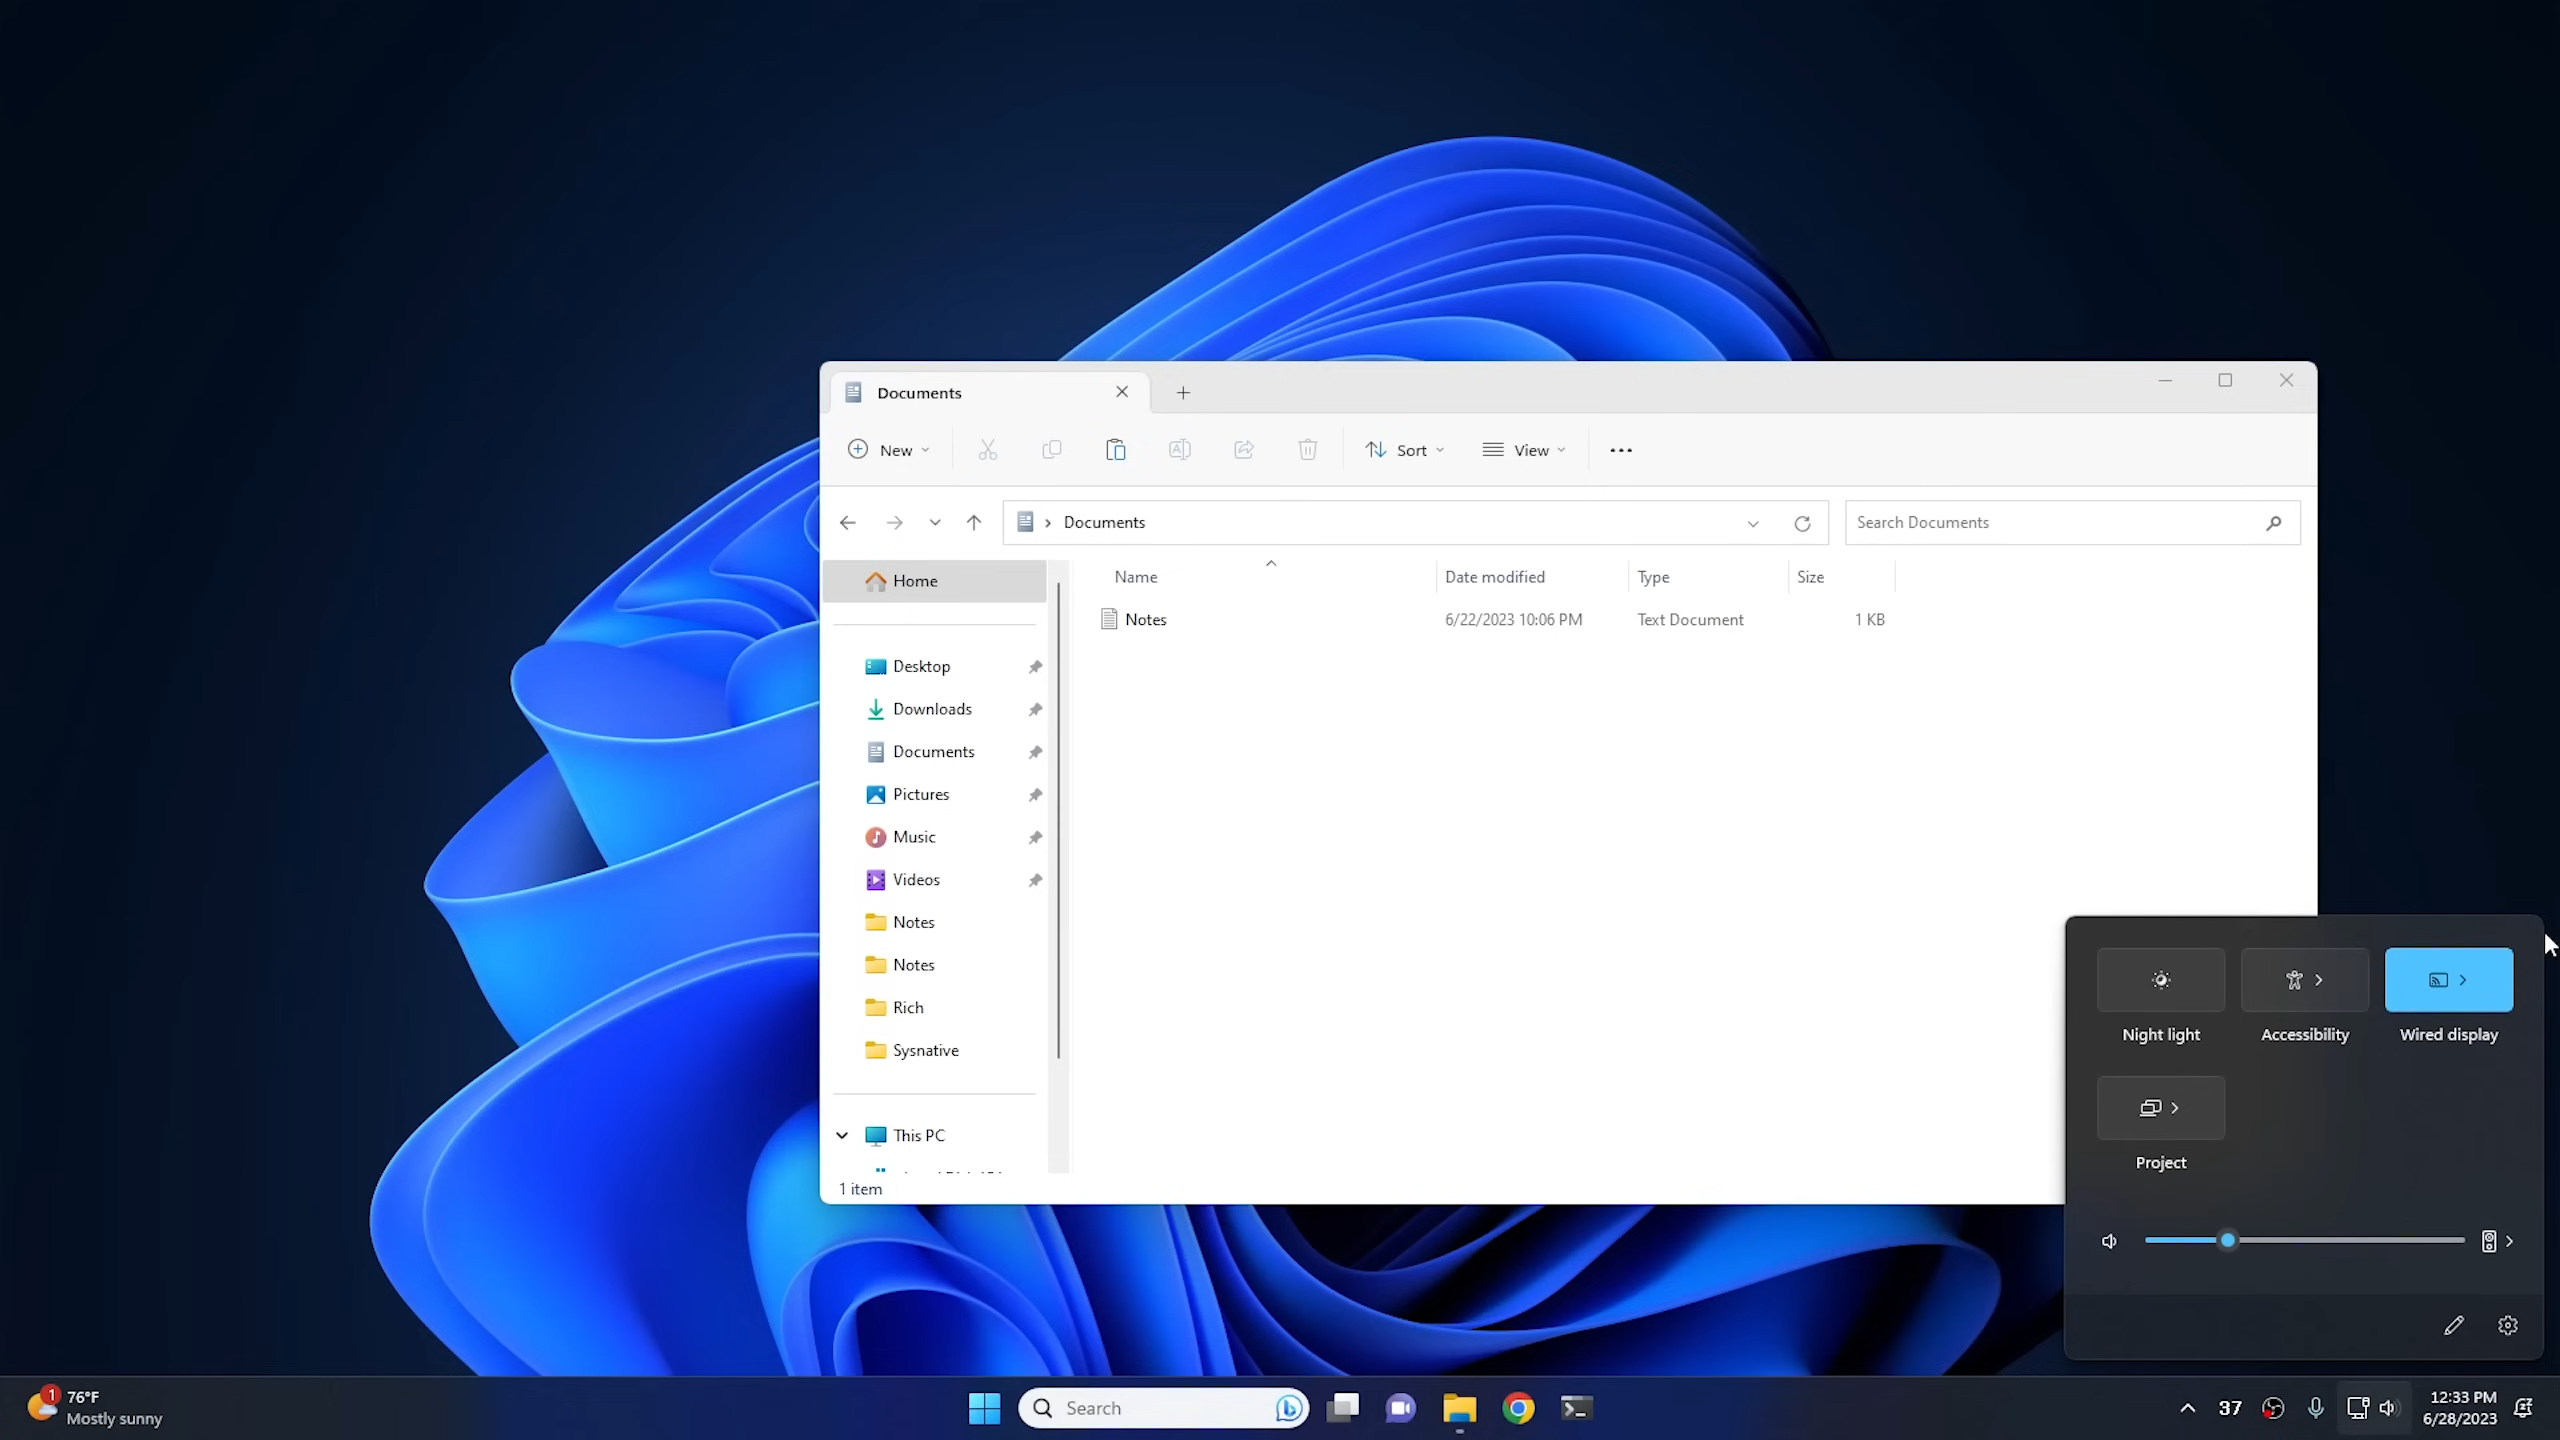 Documents
New
Sort
View
Documents
Search Documents
Home
Desktop
Downloads
Documents
Pictures
Music
Videos
Notes
Notes
Rich
Sysnative
This PC
Name
Date modified
Type
Size
Notes
6/22/2023 10:06 PM
Text Document
1 KB
1 item
Night light
Accessibility
Wired display
Project
1
76°F
Mostly sunny
Search
37
12:33 PM
6/28/2023